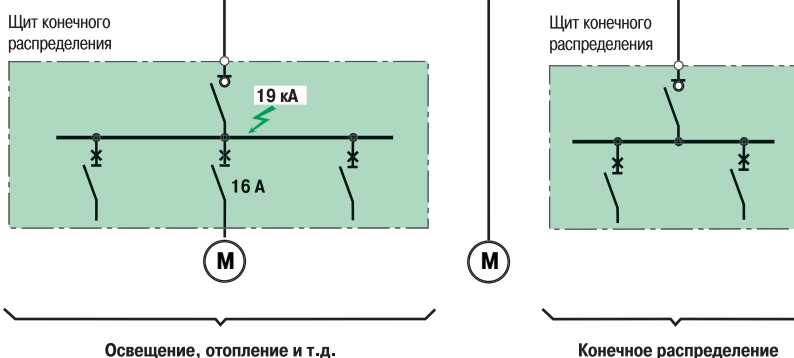 Щит конечного
распределения
19 кА
16 А
М
М
Щит конечного
распределения
Освещение, отопление и т.д.
Конечное распределение